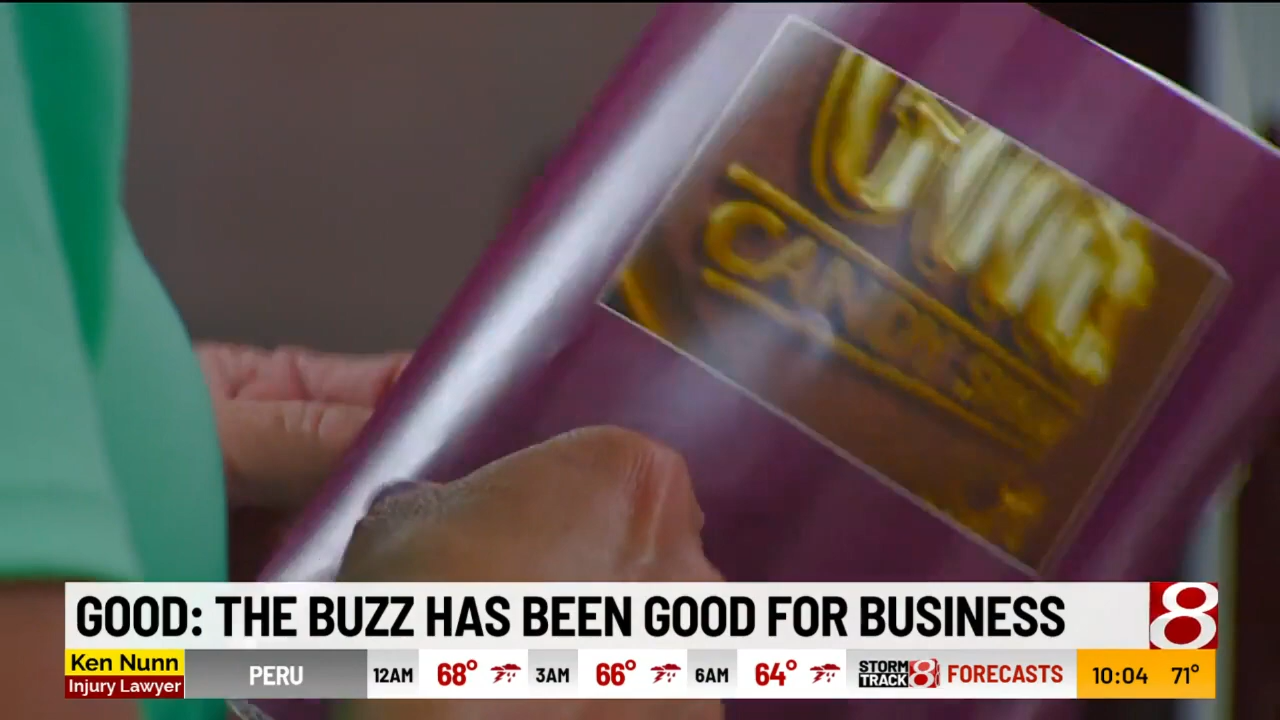 CANDY
GOOD: THE BUZZ HAS BEEN GOOD FOR BUSINESS
8
Ken Nunn
Injury Lawyer
PERU
12AM 68° 3AM 66° 6AM 64°
STORM TRACK 8 FORECASTS
10:04 71°